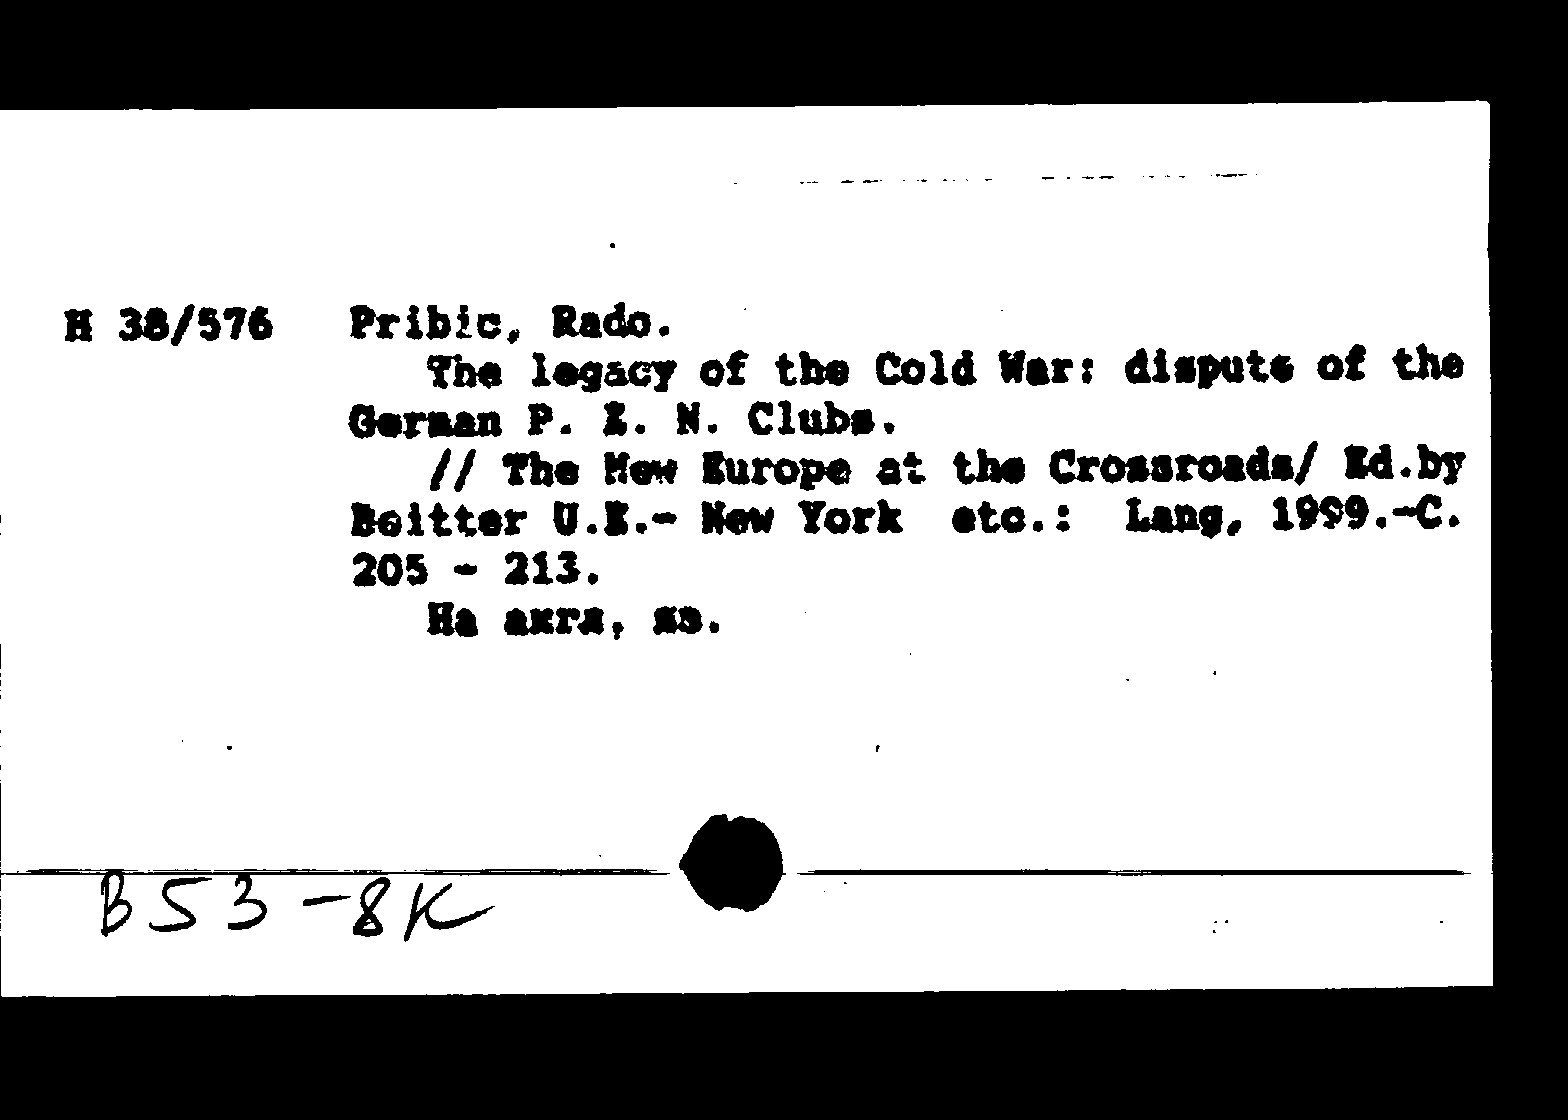 Н 38/576 Pribic, Rado.
The legacy of the Cold War: dispute of the
German P. E. N. Clubs.
// The New Europe at the Crossroads/ Ed.by
Beitter U.E.- New York etc.: Lang, 1999.-С.
205 - 213.
На англ, яз.
В53-8К